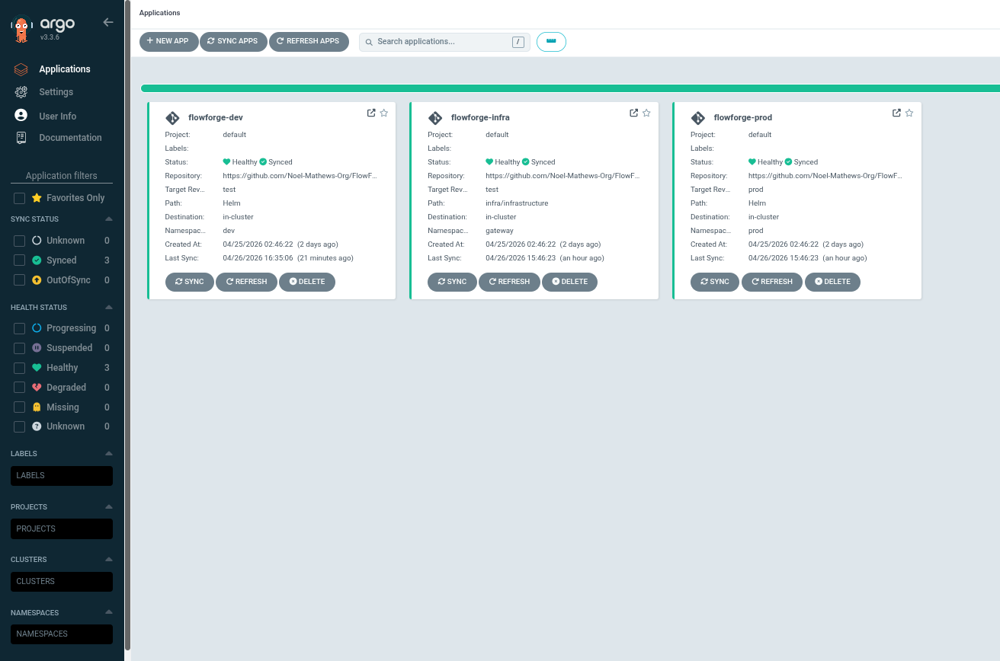 argo
v3.3.6
Applications
Settings
User Info
Documentation
Application filters
Favorites Only
SYNC STATUS
Unknown 0
Synced 3
OutOfSync 0
HEALTH STATUS
Progressing 0
Suspended 0
Healthy 3
Degraded 0
Missing 0
Unknown 0
LABELS
LABELS
PROJECTS
PROJECTS
CLUSTERS
CLUSTERS
NAMESPACES
NAMESPACES
Applications
+ NEW APP SYNC APPS REFRESH APPS Search applications... /
flowforge-dev
Project: default
Labels:
Status: Healthy Synced
Repository: https://github.com/Noel-Mathews-Org/FlowF...
Target Rev... test
Path: Helm
Destination: in-cluster
Namespac... dev
Created At: 04/25/2026 02:46:22 (2 days ago)
Last Sync: 04/26/2026 16:35:06 (21 minutes ago)
SYNC REFRESH DELETE
flowforge-infra
Project: default
Labels:
Status: Healthy Synced
Repository: https://github.com/Noel-Mathews-Org/FlowF...
Target Rev... test
Path: infra/infrastructure
Destination: in-cluster
Namespac... gateway
Created At: 04/25/2026 02:46:22 (2 days ago)
Last Sync: 04/26/2026 15:46:23 (an hour ago)
SYNC REFRESH DELETE
flowforge-prod
Project: default
Labels:
Status: Healthy Synced
Repository: https://github.com/Noel-Mathews-Org/FlowF...
Target Rev... prod
Path: Helm
Destination: in-cluster
Namespac... prod
Created At: 04/25/2026 02:46:22 (2 days ago)
Last Sync: 04/26/2026 15:46:23 (an hour ago)
SYNC REFRESH DELETE